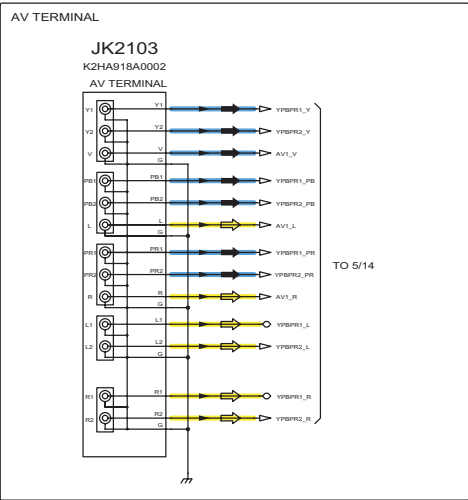 AV TERMINAL
JK2103
K2HA918A0002
AV TERMINAL
Y1 Y1 YPBPR1_Y
Y2 Y2 YPBPR2_Y
V V AV1_V
G
PB1 PB1 YPBPR1_PB
PB2 PB2 YPBPR2_PB
L L AV1_L
G
PR1 PR1 YPBPR1_PR
TO 5/14
PR2 PR2 YPBPR2_PR
R R AV1_R
G
L1 L1 YPBPR1_L
L2 L2 YPBPR2_L
G
R1 R1 YPBPR1_R
R2 R2 YPBPR2_R
G